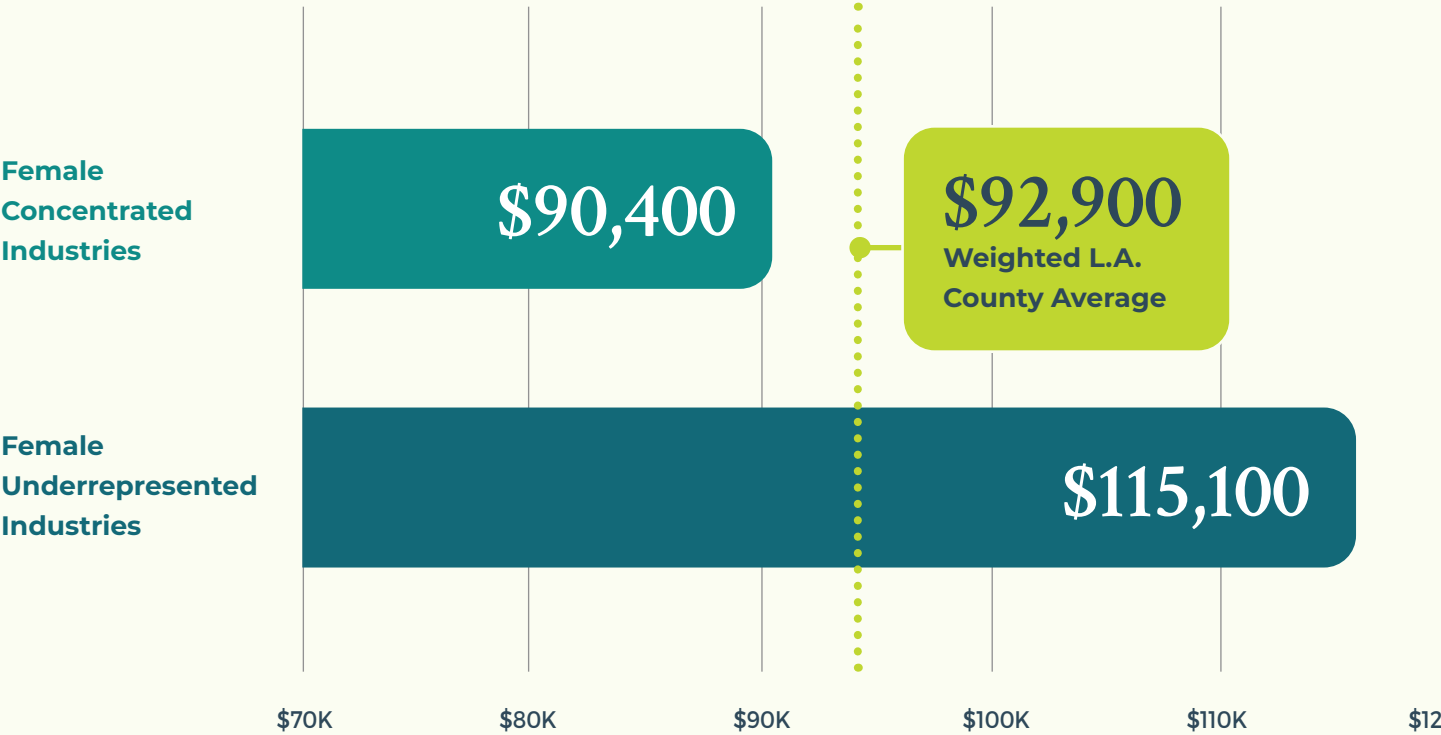 Female
Concentrated
Industries
$90,400
$92,900
Weighted L.A.
County Average
Female
Underrepresented
Industries
$115,100
$70K
$80K
$90K
$100K
$110K
$12